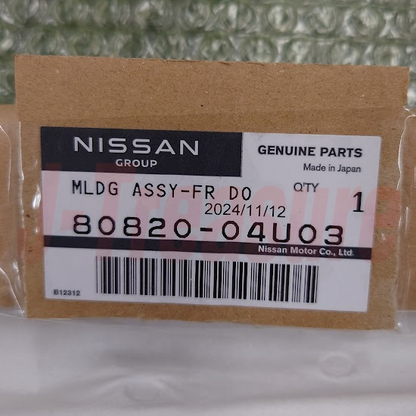 NISSAN
GROUP
GENUINE PARTS
Made in Japan
MLDG ASSY-FR DO
QTY
1
2024/11/12
80820-04U03
Nissan Motor Co., Ltd.
B12312